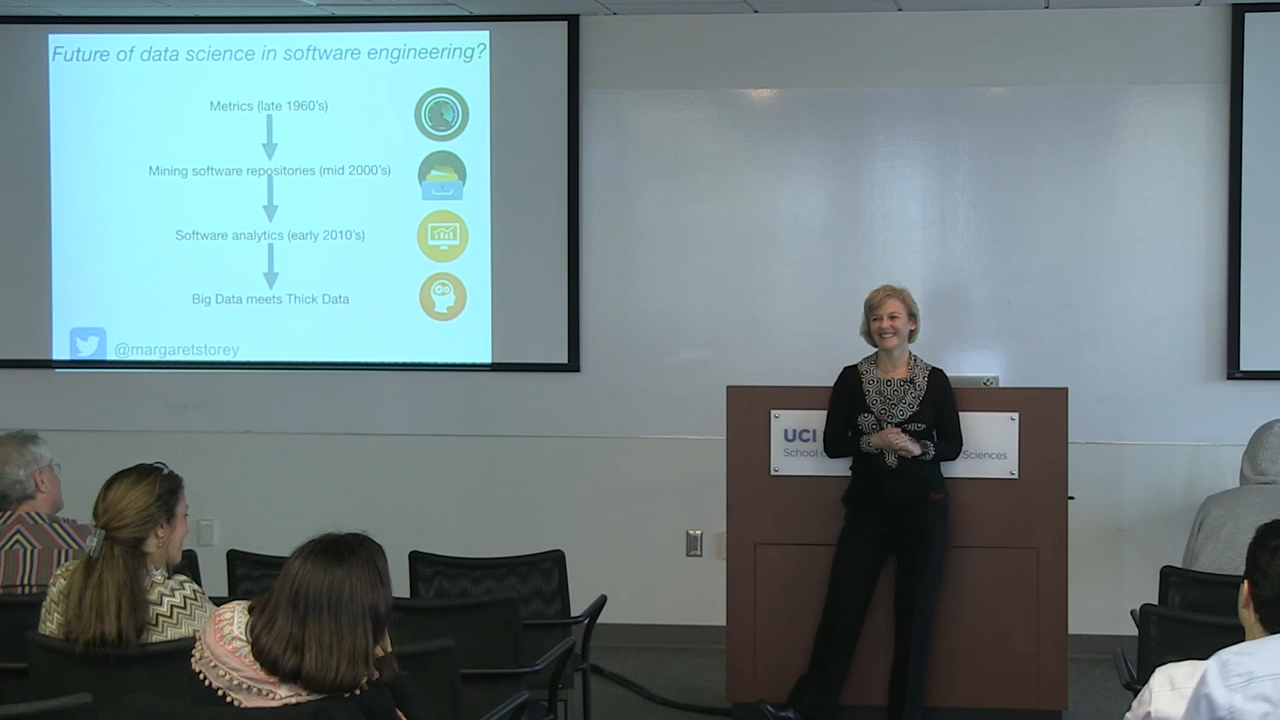 Future of data science in software engineering?
Metrics (late 1960's)
Mining software repositories (mid 2000's)
Software analytics (early 2010's)
Big Data meets Thick Data
@margaretstorey
UCI
School Sciences